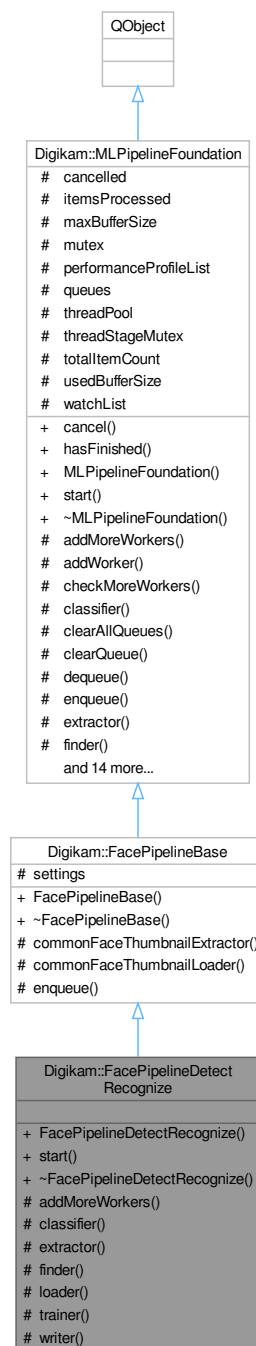 QObject
Digikam::MLPipelineFoundation
# cancelled
# itemsProcessed
# maxBufferSize
# mutex
# performanceProfileList
# queues
# threadPool
# threadStageMutex
# totalItemCount
# usedBufferSize
# watchList
+ cancel()
+ hasFinished()
+ MLPipelineFoundation()
+ start()
+ ~MLPipelineFoundation()
# addMoreWorkers()
# addWorker()
# checkMoreWorkers()
# classifier()
# clearAllQueues()
# clearQueue()
# dequeue()
# enqueue()
# extractor()
# finder()
and 14 more...
Digikam::FacePipelineBase
# settings
+ FacePipelineBase()
+ ~FacePipelineBase()
# commonFaceThumbnailExtractor()
# commonFaceThumbnailLoader()
# enqueue()
Digikam::FacePipelineDetect
Recognize
+ FacePipelineDetectRecognize()
+ start()
+ ~FacePipelineDetectRecognize()
# addMoreWorkers()
# classifier()
# extractor()
# finder()
# loader()
# trainer()
# writer()